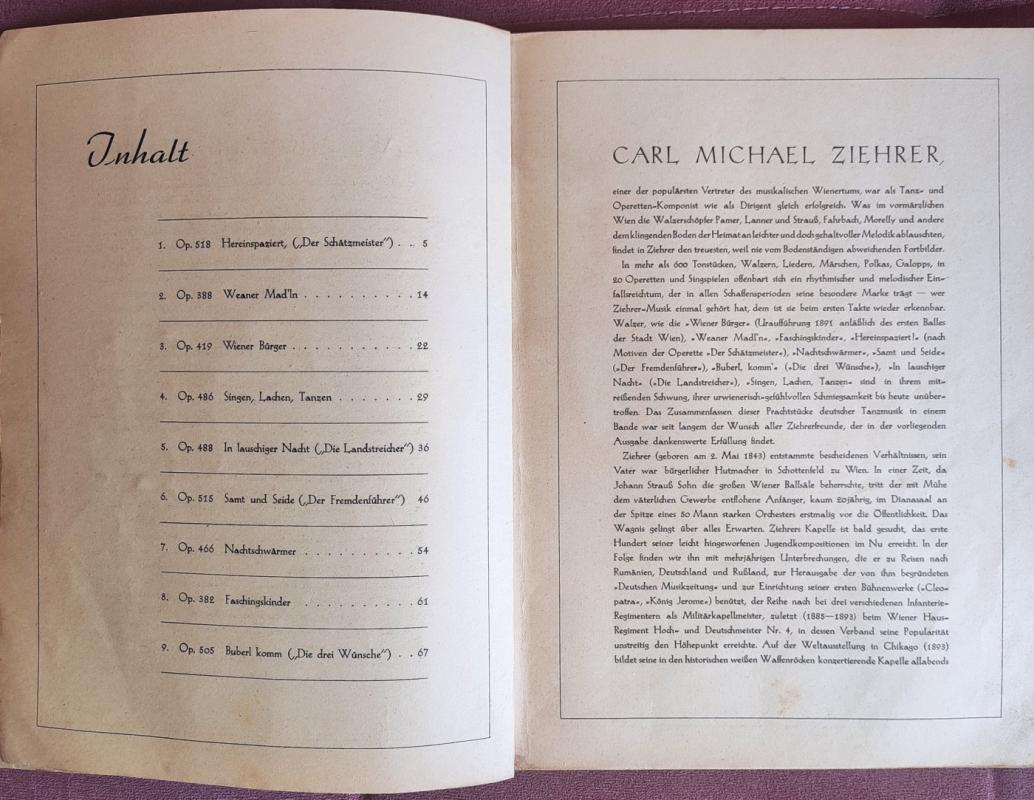 Inhalt
1. Op. 518 Hereinspaziert, („Der Schätzmeister“) . . 5
2. Op. 388 Weaner Mad'ln . . . . . . . . . . 14
3. Op. 419 Wiener Bürger . . . . . . . . . . . 22
4. Op. 486 Singen, Lachen, Tanzen . . . . . . . 29
5. Op. 488 In lauschiger Nacht („Die Landstreicher“) 36
6. Op. 515 Samt und Seide („Der Fremdenführer“) 46
7. Op. 466 Nachtschwärmer . . . . . . . . . . 54
8. Op. 382 Faschingskinder . . . . . . . . . . 61
9. Op. 505 Buberl komm („Die drei Wünsche“) . . 67
CARL MICHAEL ZIEHRER,
einer der populärsten Vertreter des musikalischen Wienertums, war als Tanz- und
Operetten-Komponist wie als Dirigent gleich erfolgreich. Was im vormärzlichen
Wien die Walzerschöpfer Pamer, Lanner und Strauß, Fahrbach, Morelly und andere
dem klingenden Boden der Heimat an leichter und doch gehaltvoller Melodik ablauschten,
findet in Ziehrer den treuesten, weil nie vom Bodenständigen abweichenden Fortbilder.
In mehr als 600 Tonstücken, Walzern, Liedern, Märschen, Polkas, Galopps, in
20 Operetten und Singspielen offenbart sich ein rhythmischer und melodischer Ein-
fallsreichtum, der in allen Schaffensperioden seine besondere Marke trägt — wer
Ziehrer-Musik einmal gehört hat, dem ist sie beim ersten Takte wieder erkennbar.
Walzer, wie die »Wiener Bürger« (Uraufführung 1891 anläßlich des ersten Balles
der Stadt Wien), »Weaner Madl'n«, »Faschingskinder«, »Hereinspaziert!« (nach
Motiven der Operette »Der Schätzmeister«), »Nachtschwärmer«, »Samt und Seide«
(»Der Fremdenführer«), »Buberl, komm'« (»Die drei Wünsche«), »In lauschiger
Nacht« (»Die Landstreicher«), »Singen, Lachen, Tanzen« sind in ihrem mit-
reißenden Schwung, ihrer urwienerisch-gefühlvollen Schmiegsamkeit bis heute unüber-
troffen. Das Zusammenfassen dieser Prachtstücke deutscher Tanzmusik in einem
Bande war seit langem der Wunsch aller Ziehrerfreunde, der in der vorliegenden
Ausgabe dankenswerte Erfüllung findet.
Ziehrer (geboren am 2. Mai 1843) entstammte bescheidenen Verhältnissen, sein
Vater war bürgerlicher Hutmacher in Schottenfeld zu Wien. In einer Zeit, da
Johann Strauß Sohn die großen Wiener Ballsäle beherrschte, tritt der mit Mühe
dem väterlichen Gewerbe entflohene Anfänger, kaum 20jährig, im Dianasaal an
der Spitze eines 50 Mann starken Orchesters erstmalig vor die Öffentlichkeit. Das
Wagnis gelingt über alles Erwarten. Ziehrers Kapelle ist bald gesucht, das erste
Hundert seiner leicht hingeworfenen Jugendkompositionen im Nu erreicht. In der
Folge finden wir ihn mit mehrjährigen Unterbrechungen, die er zu Reisen nach
Rumänien, Deutschland und Rußland, zur Herausgabe der von ihm begründeten
»Deutschen Musikzeitung« und zur Einrichtung seiner ersten Bühnenwerke (»Cleo-
patra«, »König Jerome«) benützt, der Reihe nach bei drei verschiedenen Infanterie-
Regimentern als Militärkapellmeister, zuletzt (1885—1893) beim Wiener Haus-
Regiment Hoch- und Deutschmeister Nr. 4, in dessen Verband seine Popularität
unstreitig den Höhepunkt erreichte. Auf der Weltausstellung in Chikago (1893)
bildet seine in den historischen weißen Waffenröcken konzertierende Kapelle allabends